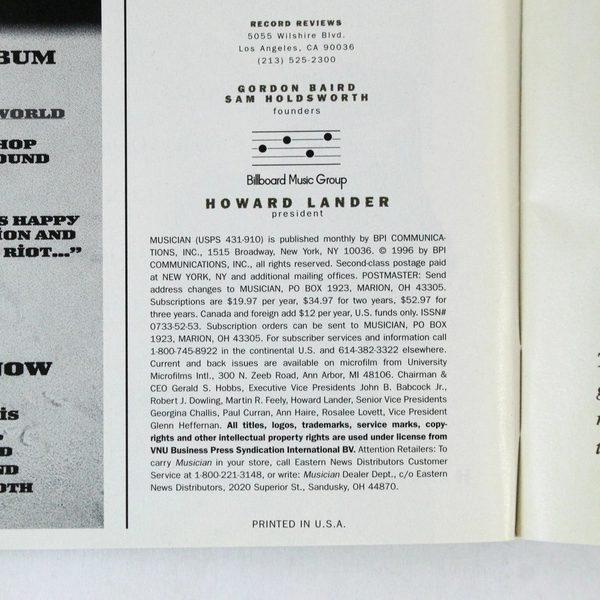 BUM
WORLD
HOP
OUND
S HAPPY
ION AND
RIOT..."
NOW
is
D
ND
OTH
RECORD REVIEWS
5055 Wilshire Blvd.
Los Angeles, CA 90036
(213) 525-2300
GORDON BAIRD
SAM HOLDSWORTH
founders
Billboard Music Group
HOWARD LANDER
president
MUSICIAN (USPS 431-910) is published monthly by BPI COMMUNICA-
TIONS, INC., 1515 Broadway, New York, NY 10036. © 1996 by BPI
COMMUNICATIONS, INC., all rights reserved. Second-class postage paid
at NEW YORK, NY and additional mailing offices. POSTMASTER: Send
address changes to MUSICIAN, PO BOX 1923, MARION, OH 43305.
Subscriptions are $19.97 per year, $34.97 for two years, $52.97 for
three years. Canada and foreign add $12 per year, U.S. funds only. ISSN#
0733-52-53. Subscription orders can be sent to MUSICIAN, PO BOX
1923, MARION, OH 43305. For subscriber services and information call
1-800-745-8922 in the continental U.S. and 614-382-3322 elsewhere.
Current and back issues are available on microfilm from University
Microfilms Intl., 300 N. Zeeb Road, Ann Arbor, MI 48106. Chairman &
CEO Gerald S. Hobbs, Executive Vice Presidents John B. Babcock Jr.,
Robert J. Dowling, Martin R. Feely, Howard Lander, Senior Vice Presidents
Georgina Challis, Paul Curran, Ann Haire, Rosalee Lovett, Vice President
Glenn Heffernan. All titles, logos, trademarks, service marks, copy-
rights and other intellectual property rights are used under license from
VNU Business Press Syndication International BV. Attention Retailers: To
carry Musician in your store, call Eastern News Distributors Customer
Service at 1-800-221-3148, or write: Musician Dealer Dept., c/o Eastern
News Distributors, 2020 Superior St., Sandusky, OH 44870.
PRINTED IN U.S.A.